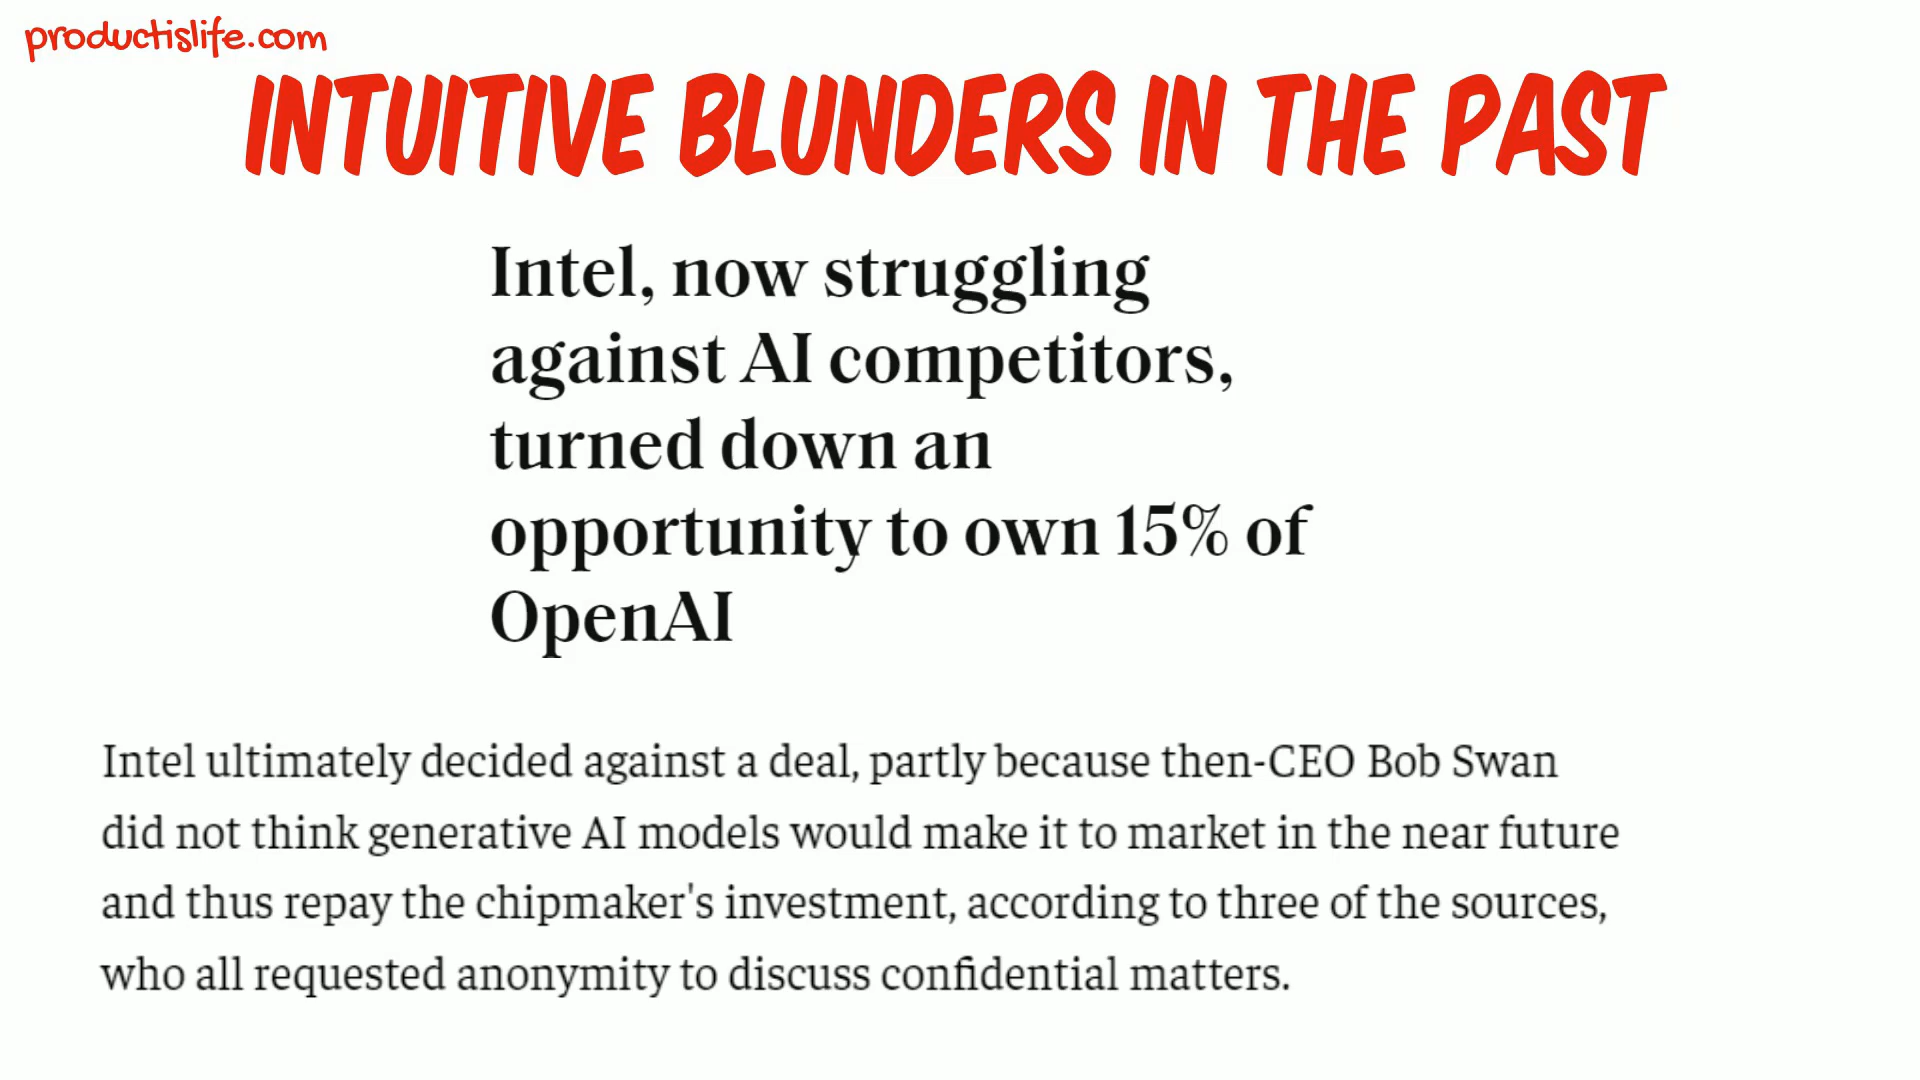 productislife.com
INTUITIVE BLUNDERS IN THE PAST
Intel, now struggling
against AI competitors,
turned down an
opportunity to own 15% of
OpenAI
Intel ultimately decided against a deal, partly because then-CEO Bob Swan
did not think generative AI models would make it to market in the near future
and thus repay the chipmaker's investment, according to three of the sources,
who all requested anonymity to discuss confidential matters.